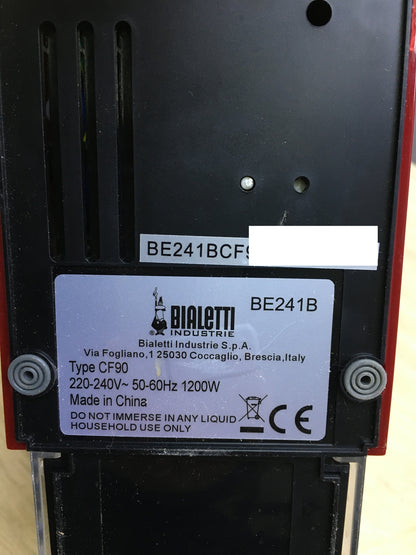 BE241BCF9
BIALETTI
INDUSTRIE
BE241B
Bialetti Industrie S.p.A.
Via Fogliano,1 25030 Coccaglio, Brescia,Italy
Type CF90
220-240V~ 50-60Hz 1200W
Made in China
DO NOT IMMERSE IN ANY LIQUID
HOUSEHOLD USE ONLY
CE